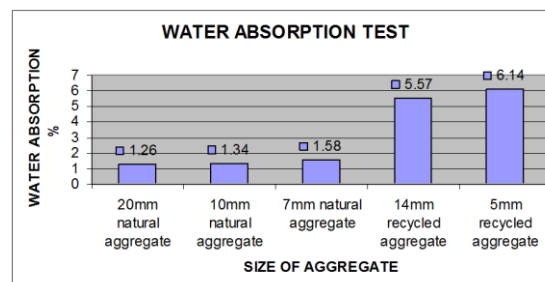 WATER ABSORPTION TEST
WATER ABSORPTION
%
7
6
5
4
3
2
1
0
1.26
1.34
1.58
5.57
6.14
20mm
natural
aggregate
10mm
natural
aggregate
7mm natural
aggregate
14mm
recycled
aggregate
5mm
recycled
aggregate
SIZE OF AGGREGATE